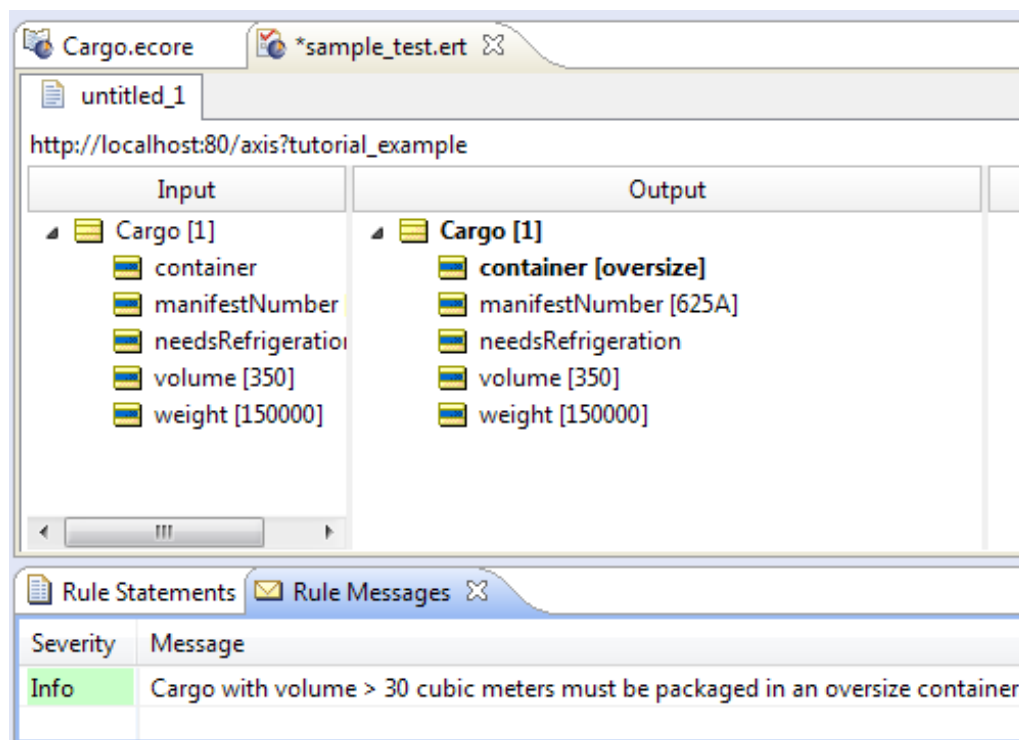 Cargo.ecore *sample_test.ert
untitled_1
http://localhost:80/axis?tutorial_example
Input Output
Cargo [1] Cargo [1]
container container [oversize]
manifestNumber manifestNumber [625A]
needsRefrigeration needsRefrigeration
volume [350] volume [350]
weight [150000] weight [150000]
Rule Statements Rule Messages
Severity Message
Info Cargo with volume > 30 cubic meters must be packaged in an oversize container